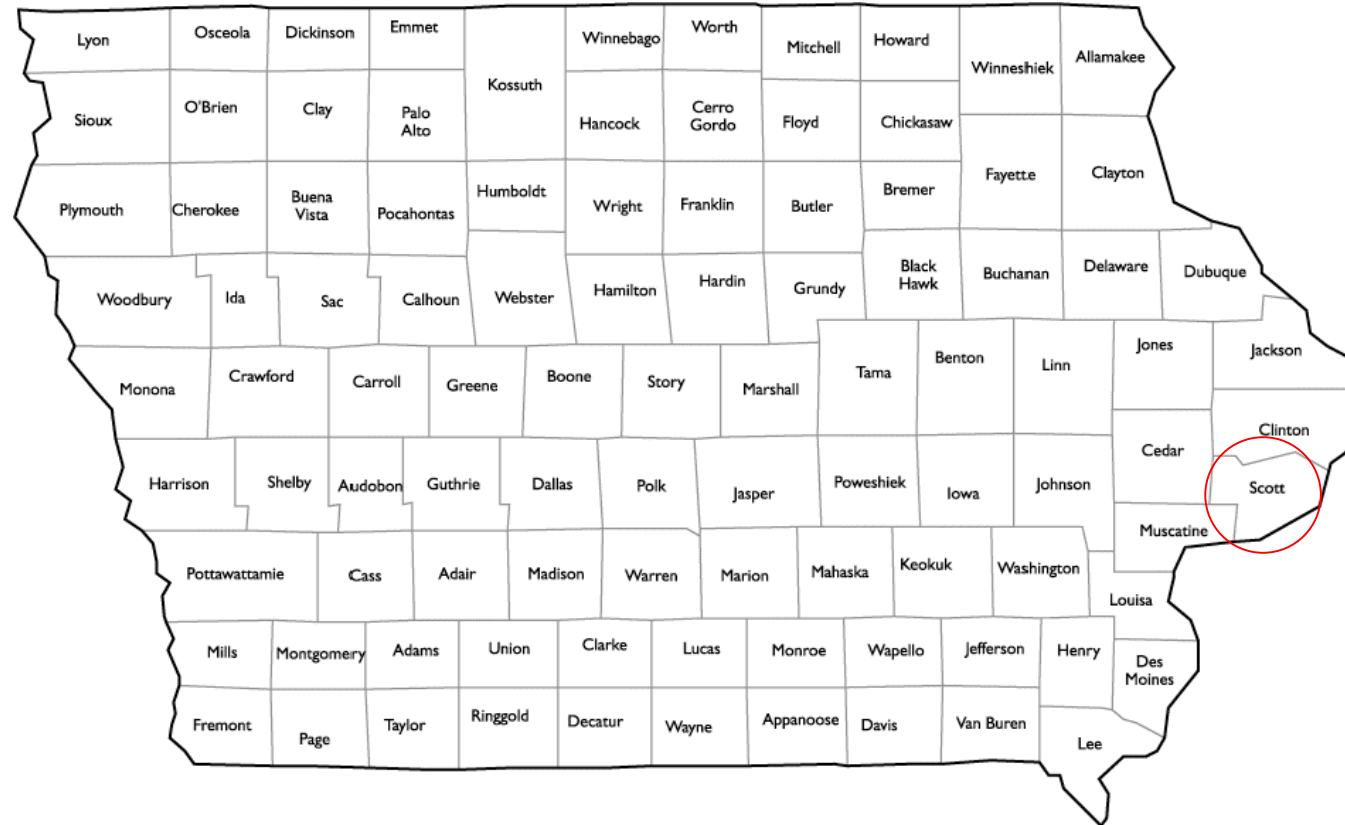 Lyon
Osceola
Dickinson
Emmet
Winnebago
Worth
Mitchell
Howard
Winneshiek
Allamakee
Kossuth
Sioux
O'Brien
Clay
Palo
Alto
Hancock
Cerro
Gordo
Floyd
Chickasaw
Fayette
Clayton
Plymouth
Cherokee
Buena
Vista
Pocahontas
Humboldt
Wright
Franklin
Butler
Bremer
Woodbury
Ida
Sac
Calhoun
Webster
Hamilton
Hardin
Grundy
Black
Hawk
Buchanan
Delaware
Dubuque
Monona
Crawford
Carroll
Greene
Boone
Story
Marshall
Tama
Benton
Linn
Jones
Jackson
Clinton
Cedar
Scott
Harrison
Shelby
Audobon
Guthrie
Dallas
Polk
Jasper
Poweshiek
Iowa
Johnson
Muscatine
Pottawattamie
Cass
Adair
Madison
Warren
Marion
Mahaska
Keokuk
Washington
Louisa
Mills
Montgomery
Adams
Union
Clarke
Lucas
Monroe
Wapello
Jefferson
Henry
Des
Moines
Fremont
Page
Taylor
Ringgold
Decatur
Wayne
Appanoose
Davis
Van Buren
Lee